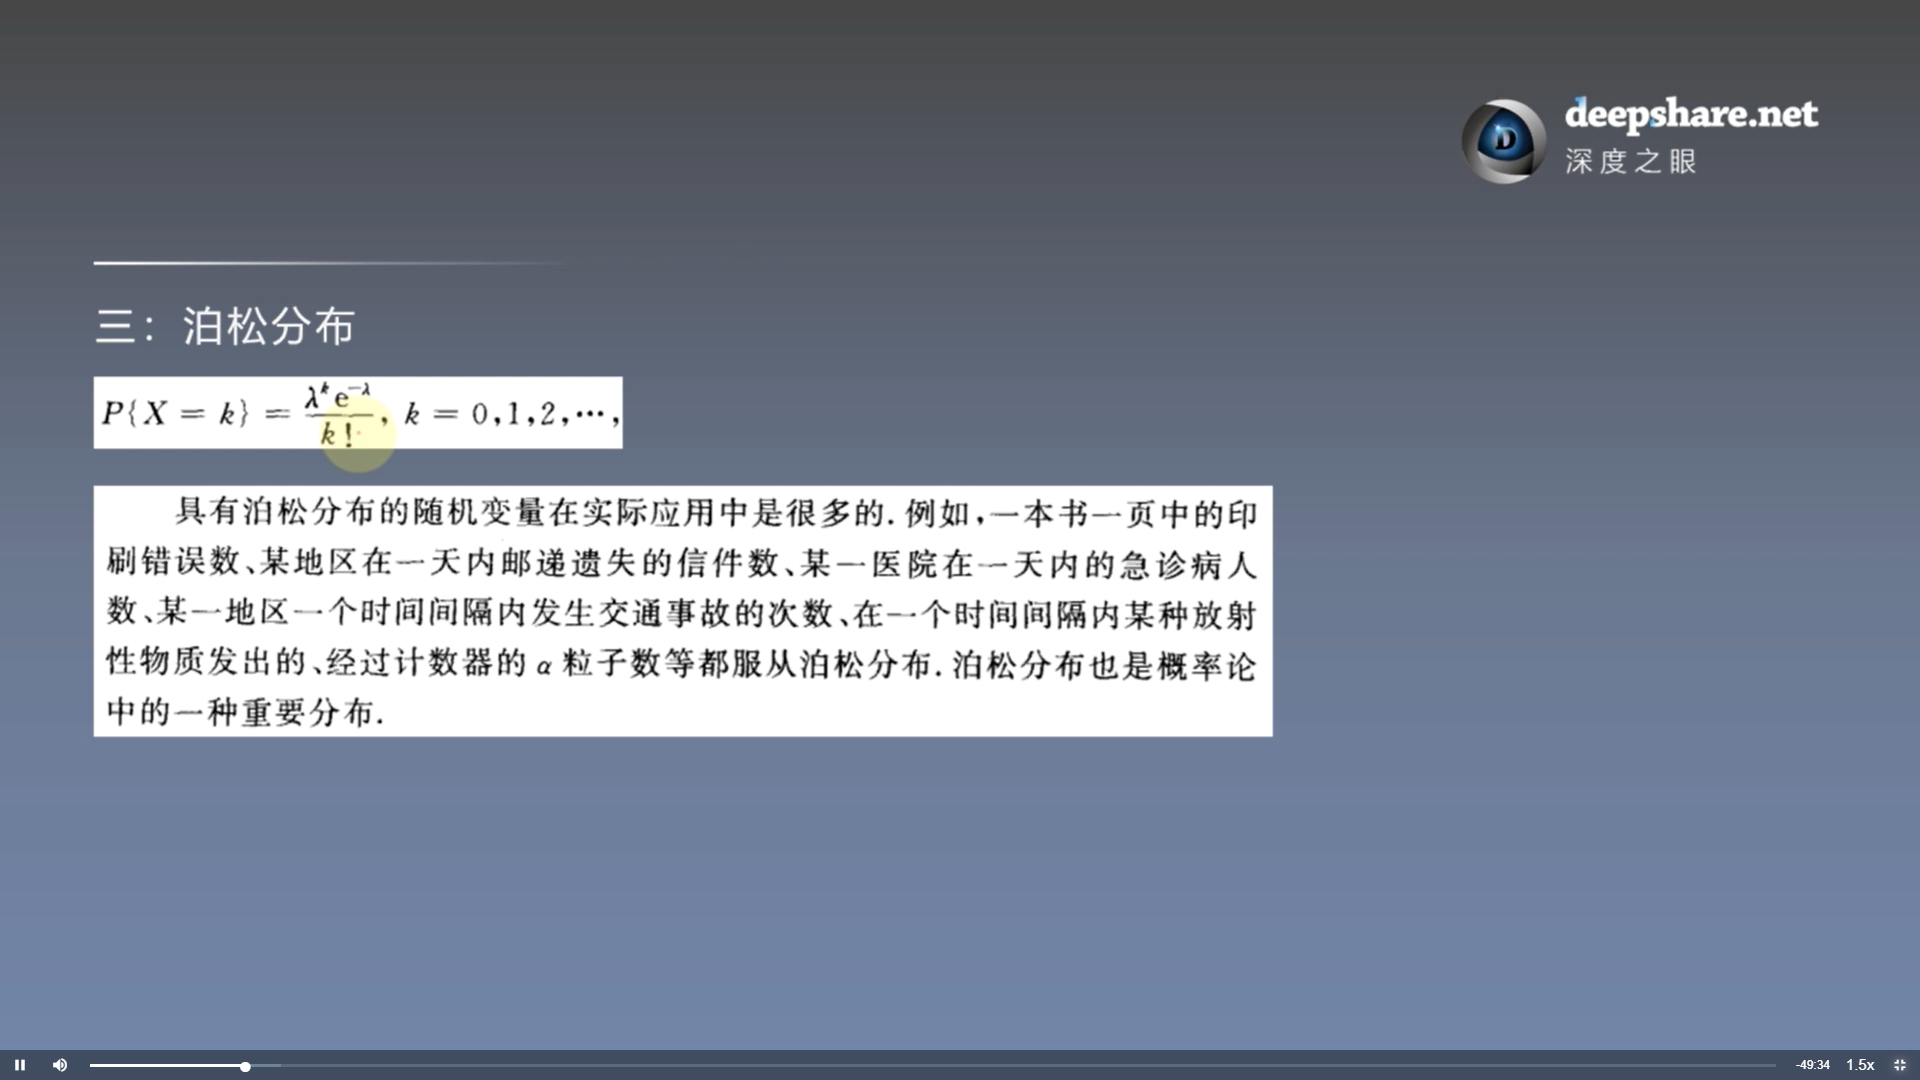 deepshare.net
深度之眼
三：泊松分布
P{X = k} = λ^k e^{-λ} / k!, k = 0,1,2,…,
具有泊松分布的随机变量在实际应用中是很多的.例如,一本书一页中的印
刷错误数、某地区在一天内邮递遗失的信件数、某一医院在一天内的急诊病人
数、某一地区一个时间间隔内发生交通事故的次数、在一个时间间隔内某种放射
性物质发出的、经过计数器的α粒子数等都服从泊松分布.泊松分布也是概率论
中的一种重要分布.
-49:34 1.5x